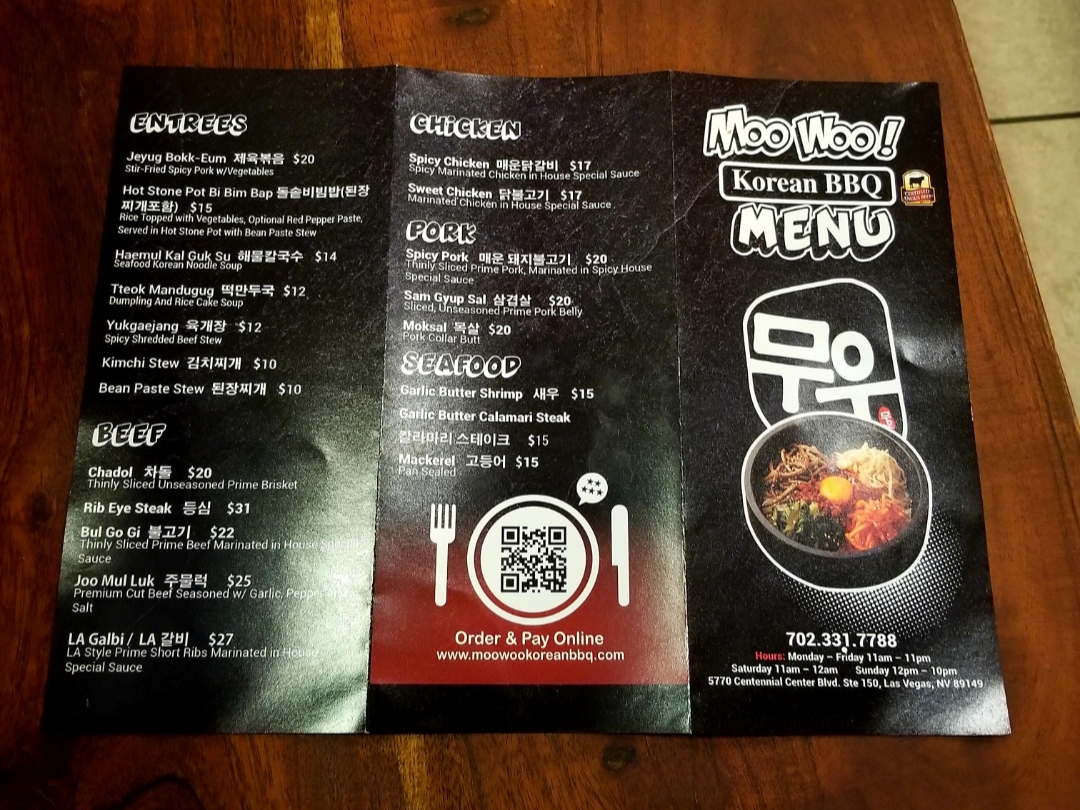 ENTREES
Jeyug Bokk-Eum 제육볶음 $20
Stir-Fried Spicy Pork w/Vegetables
Hot Stone Pot Bi Bim Bap 돌솥비빔밥(된장
찌개포함) $15
Rice Topped with Vegetables, Optional Red Pepper Paste,
Served in Hot Stone Pot with Bean Paste Stew
Haemul Kal Guk Su 해물칼국수 $14
Seafood Korean Noodle Soup
Tteok Mandugug 떡만두국 $12
Dumpling And Rice Cake Soup
Yukgaejang 육개장 $12
Spicy Shredded Beef Stew
Kimchi Stew 김치찌개 $10
Bean Paste Stew 된장찌개 $10
BEEF
Chadol 차돌 $20
Thinly Sliced Unseasoned Prime Brisket
Rib Eye Steak 등심 $31
Bul Go Gi 불고기 $22
Thinly Sliced Prime Beef Marinated in House Special
Sauce
Joo Mul Luk 주물럭 $25
Premium Cut Beef Seasoned w/ Garlic, Pepper and
Salt
LA Galbi / LA 갈비 $27
LA Style Prime Short Ribs Marinated in House
Special Sauce
CHiCKEN
Spicy Chicken 매운닭갈비 $17
Spicy Marinated Chicken in House Special Sauce
Sweet Chicken 닭불고기 $17
Marinated Chicken in House Special Sauce
PORK
Spicy Pork 매운 돼지불고기 $20
Thinly Sliced Prime Pork, Marinated in Spicy House
Special Sauce
Sam Gyup Sal 삼겹살 $20
Sliced, Unseasoned Prime Pork Belly
Moksal 목살 $20
Pork Collar Butt
SEAFOOD
Garlic Butter Shrimp 새우 $15
Garlic Butter Calamari Steak
칼라마리 스테이크 $15
Mackerel 고등어 $15
Pan Sealed
Order & Pay Online
www.moowookoreanbbq.com
Moo Woo!
Korean BBQ
CERTIFIED
ANGUS BEEF
MENU
무우
702.331.7788
Hours: Monday – Friday 11am – 11pm
Saturday 11am – 12am Sunday 12pm – 10pm
5770 Centennial Center Blvd. Ste 150, Las Vegas, NV 89149